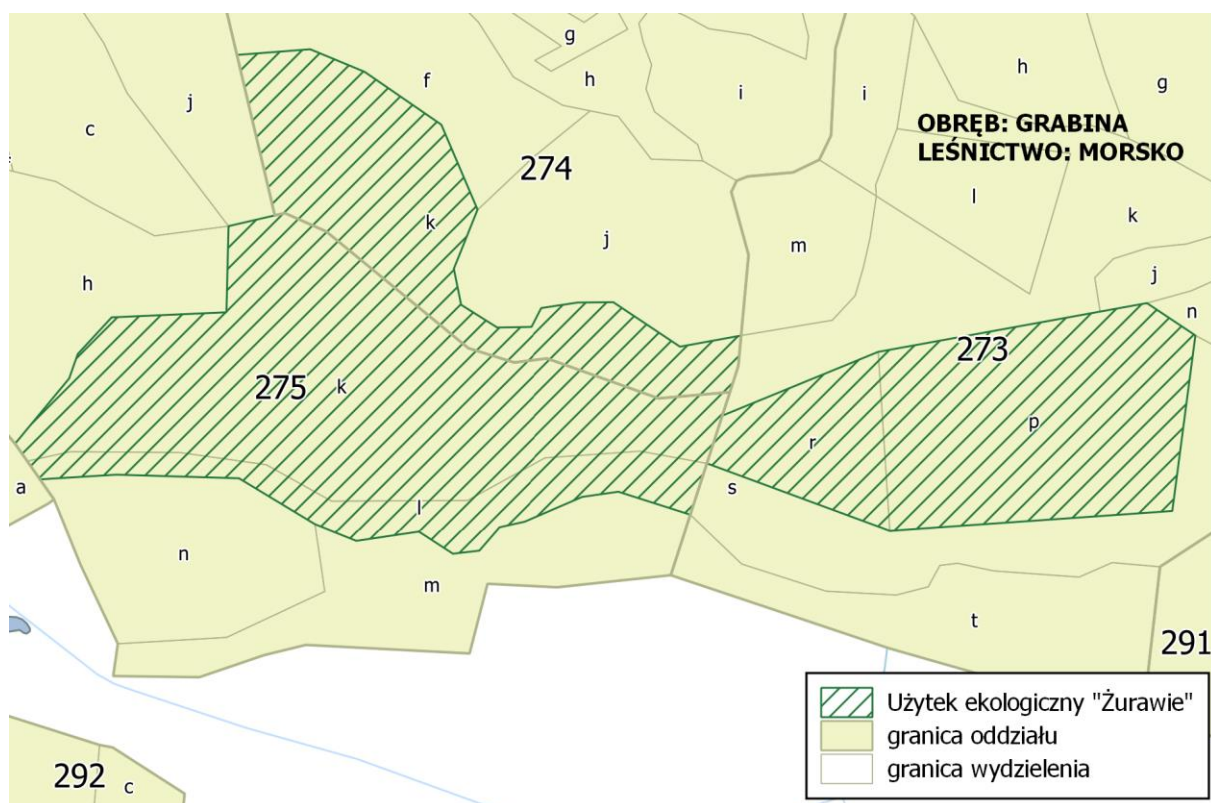 g
f
h
h
g
j
i
i
c
OBRĘB: GRABINA
LEŚNICTWO: MORSKO
274
l
k
k
j
m
h
j
n
273
275
k
r
p
a
s
l
n
m
t
291
Użytek ekologiczny "Żurawie"
granica oddziału
granica wydzielenia
292
c